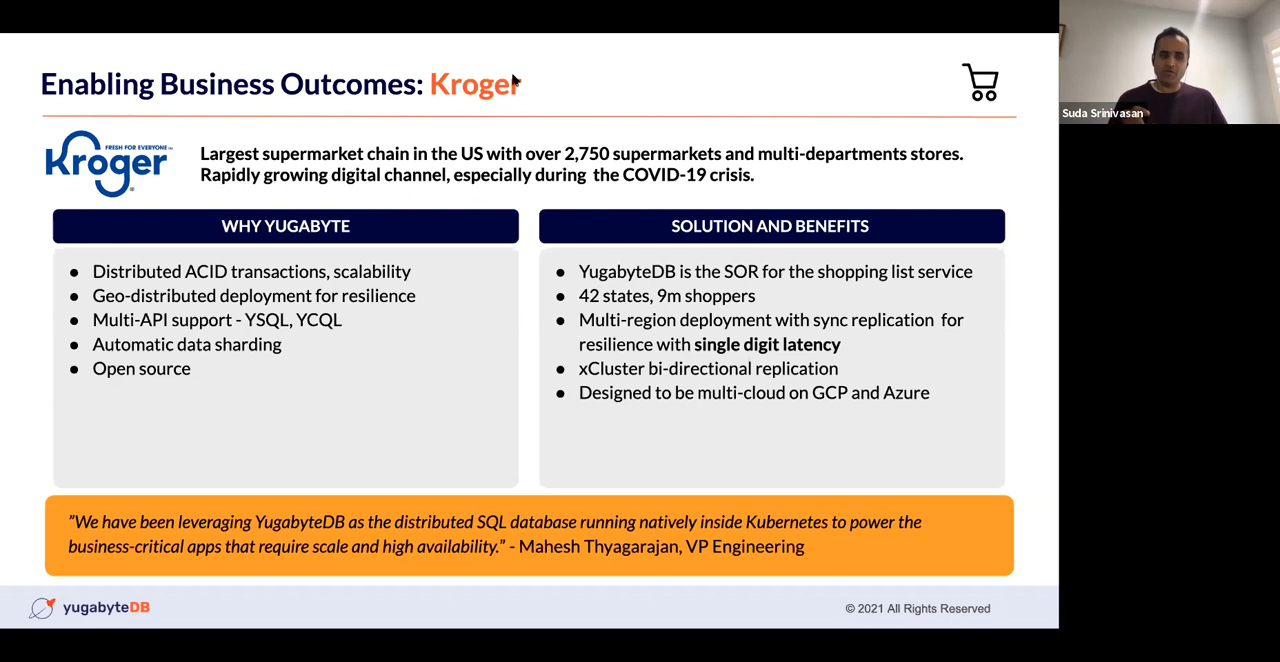 Enabling Business Outcomes: Kroger
Suda Srinivasan
FRESH FOR EVERYONE™
Kroger®
Largest supermarket chain in the US with over 2,750 supermarkets and multi-departments stores.
Rapidly growing digital channel, especially during the COVID-19 crisis.
WHY YUGABYTE
● Distributed ACID transactions, scalability
● Geo-distributed deployment for resilience
● Multi-API support - YSQL, YCQL
● Automatic data sharding
● Open source
SOLUTION AND BENEFITS
● YugabyteDB is the SOR for the shopping list service
● 42 states, 9m shoppers
● Multi-region deployment with sync replication for
resilience with single digit latency
● xCluster bi-directional replication
● Designed to be multi-cloud on GCP and Azure
"We have been leveraging YugabyteDB as the distributed SQL database running natively inside Kubernetes to power the
business-critical apps that require scale and high availability." - Mahesh Thyagarajan, VP Engineering
yugabyteDB
© 2021 All Rights Reserved